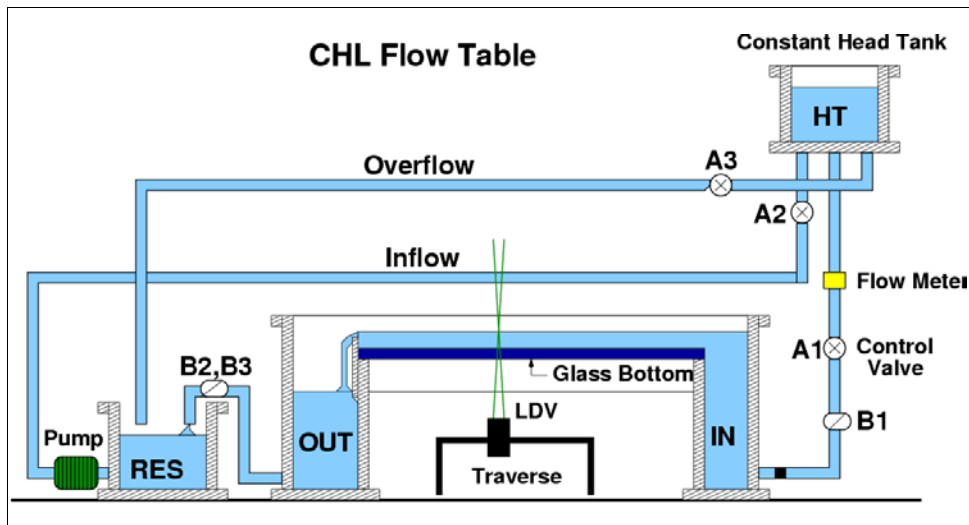 Constant Head Tank
CHL Flow Table
HT
A3
Overflow
A2
Inflow
Flow Meter
A1
Control
Valve
B2,B3
Glass Bottom
LDV
B1
Pump
OUT
IN
RES
Traverse